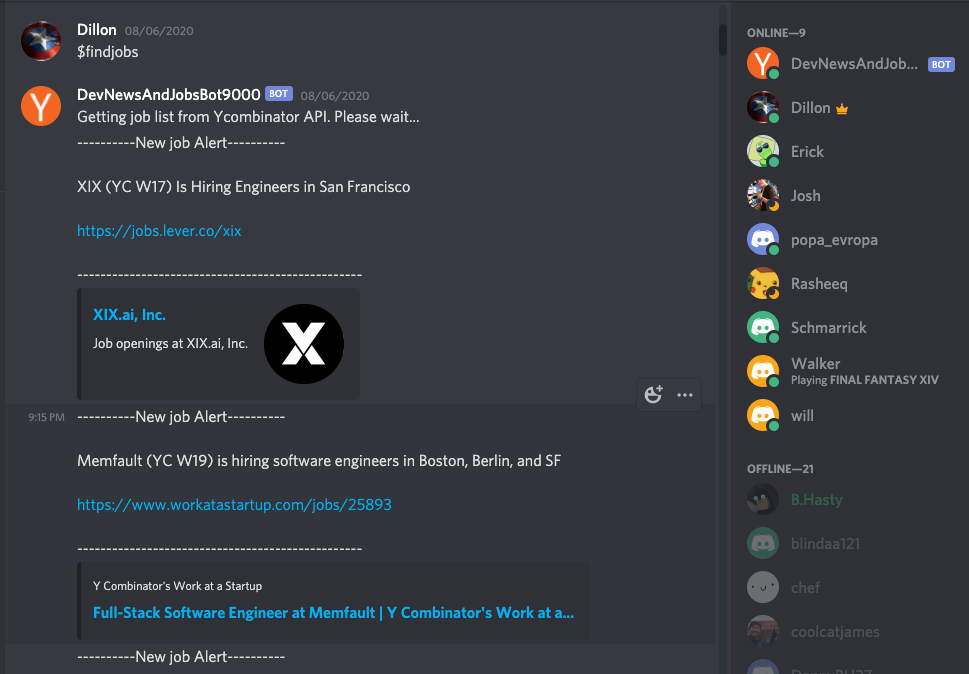 Dillon 08/06/2020
$findjobs
DevNewsAndJobsBot9000 BOT 08/06/2020
Getting job list from Ycombinator API. Please wait...
----------New job Alert----------
XIX (YC W17) Is Hiring Engineers in San Francisco
https://jobs.lever.co/xix
-------------------------------------------------
XIX.ai, Inc.
Job openings at XIX.ai, Inc.
X
9:15 PM ----------New job Alert----------
Memfault (YC W19) is hiring software engineers in Boston, Berlin, and SF
https://www.workatastartup.com/jobs/25893
-------------------------------------------------
Y Combinator's Work at a Startup
Full-Stack Software Engineer at Memfault | Y Combinator's Work at a...
----------New job Alert----------
ONLINE—9
DevNewsAndJob... BOT
Dillon
Erick
Josh
popa_evropa
Rasheeq
Schmarrick
Walker
Playing FINAL FANTASY XIV
will
OFFLINE—21
B.Hasty
blindaa121
chef
coolcatjames